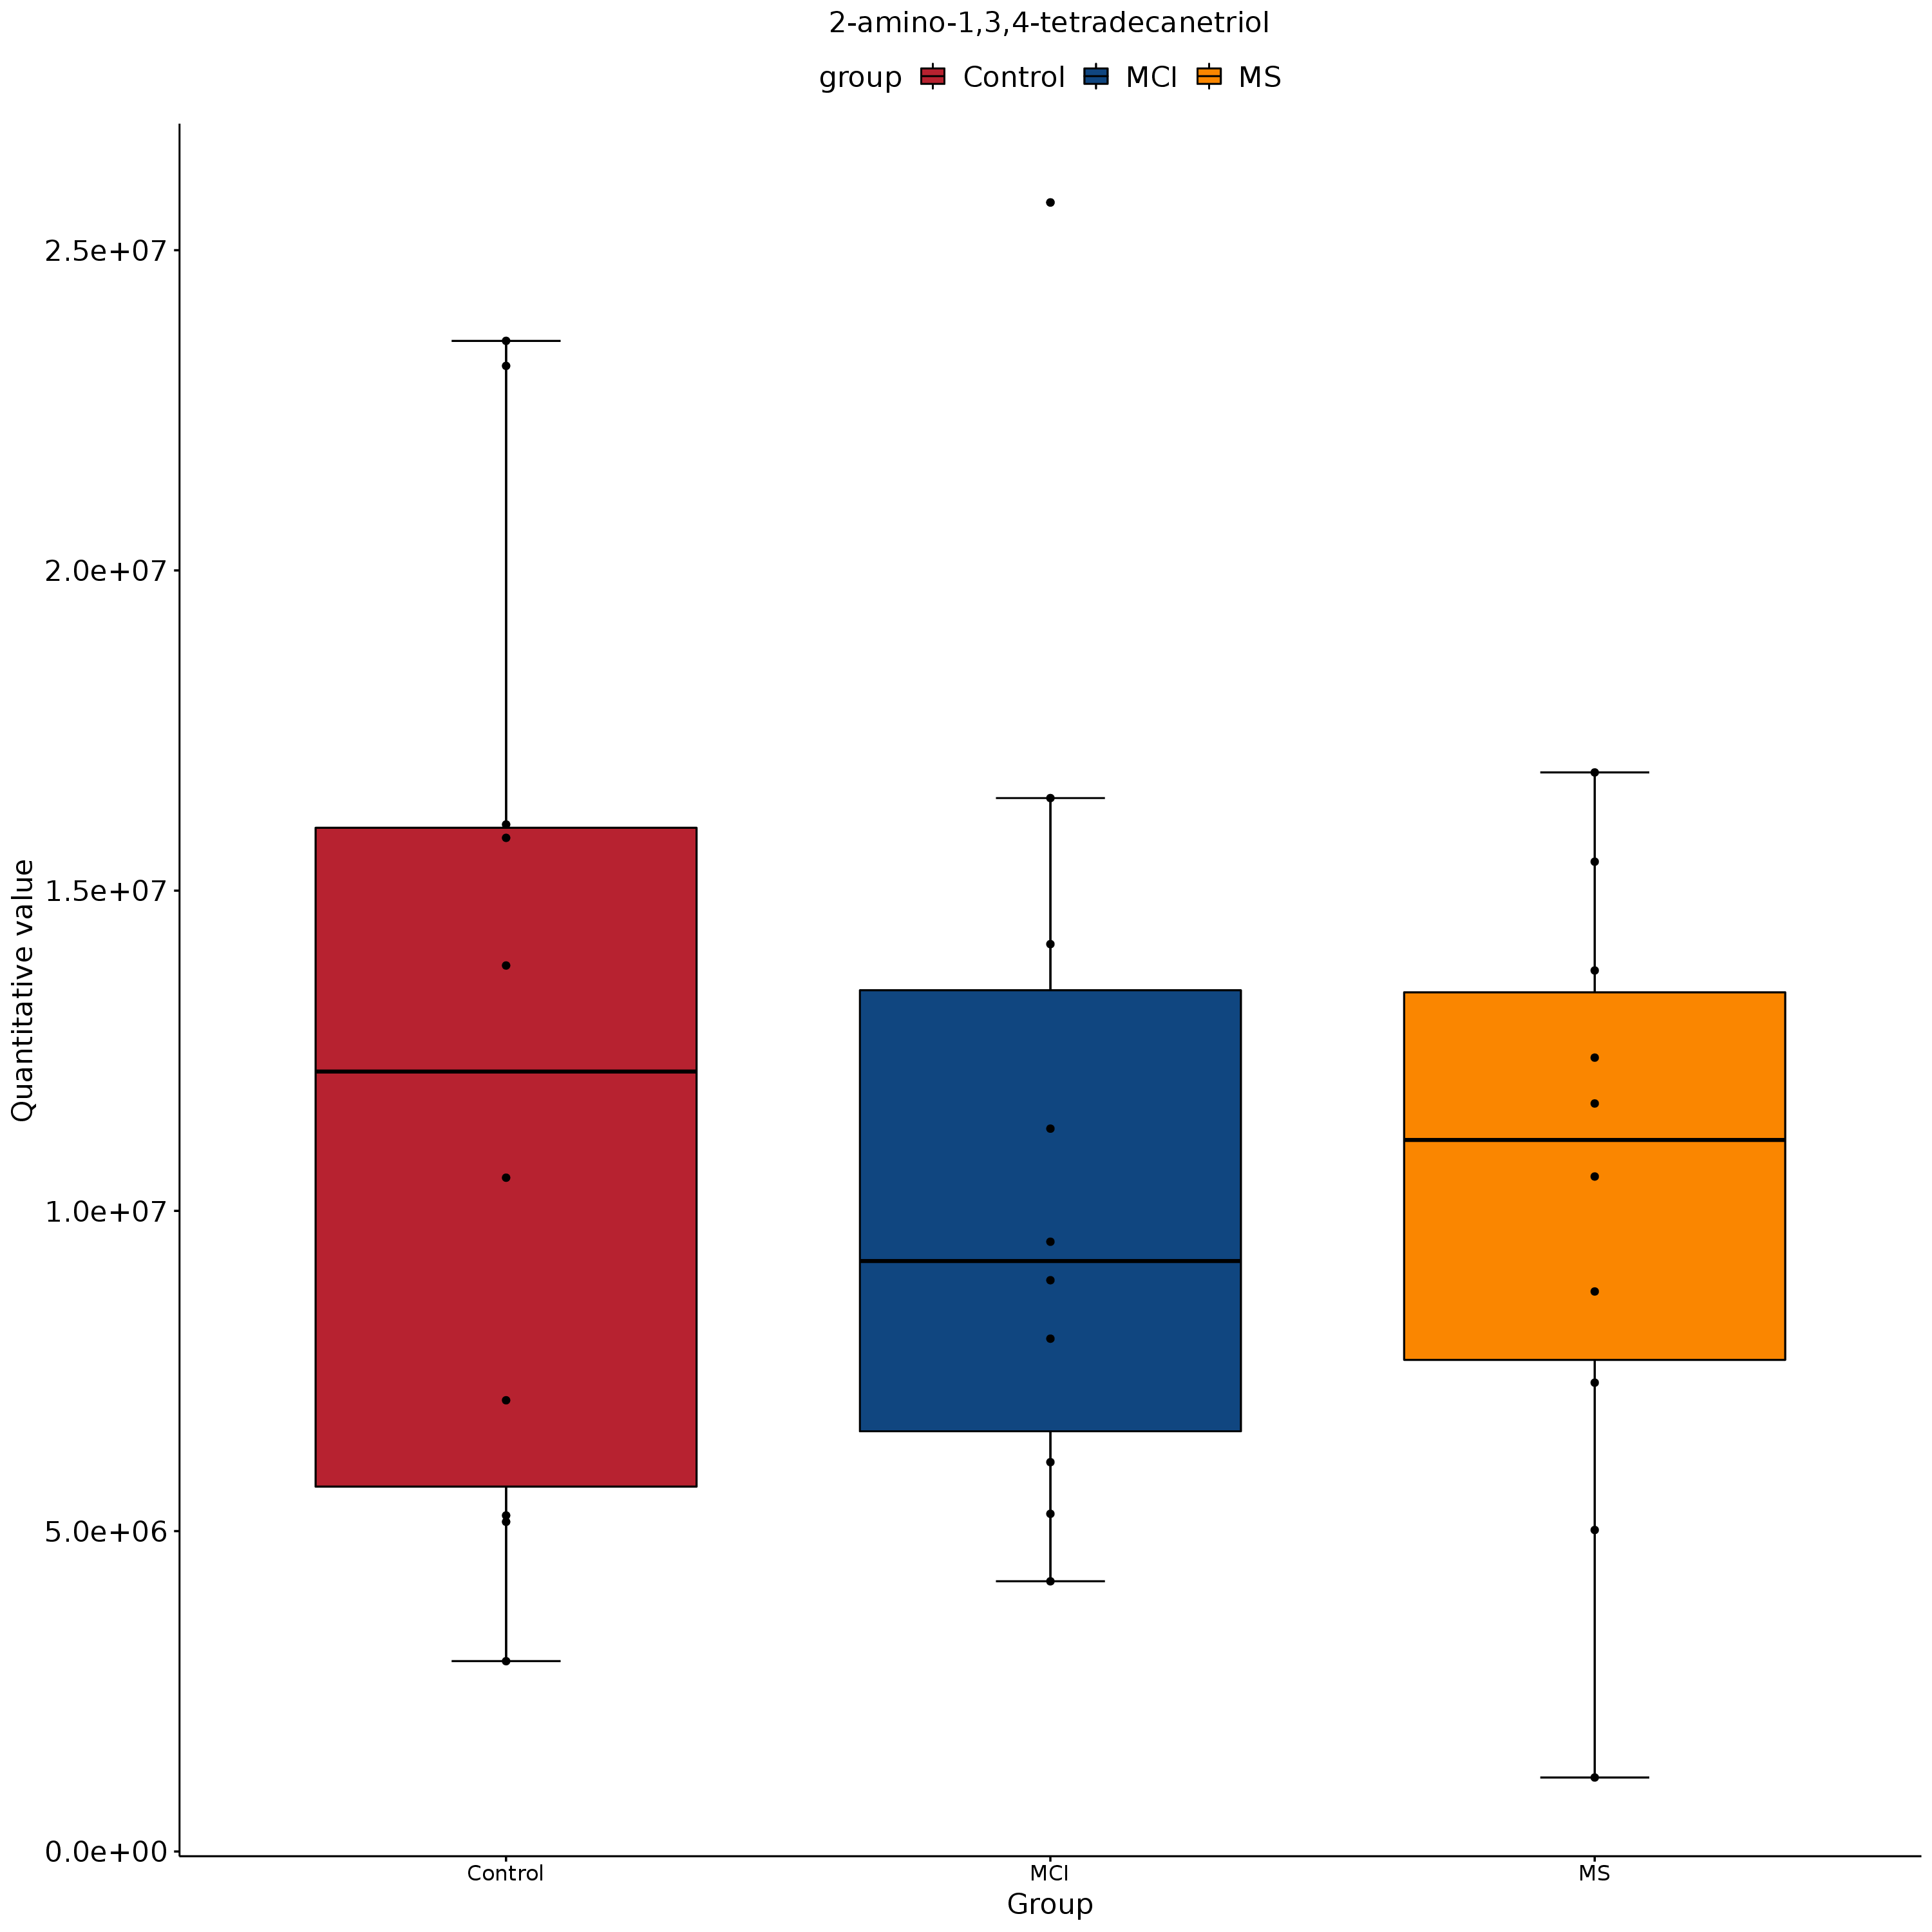 2-amino-1,3,4-tetradecanetriol
group Control MCI MS
Quantitative value
2.5e+07
2.0e+07
1.5e+07
1.0e+07
5.0e+06
0.0e+00
Control MCI MS
Group